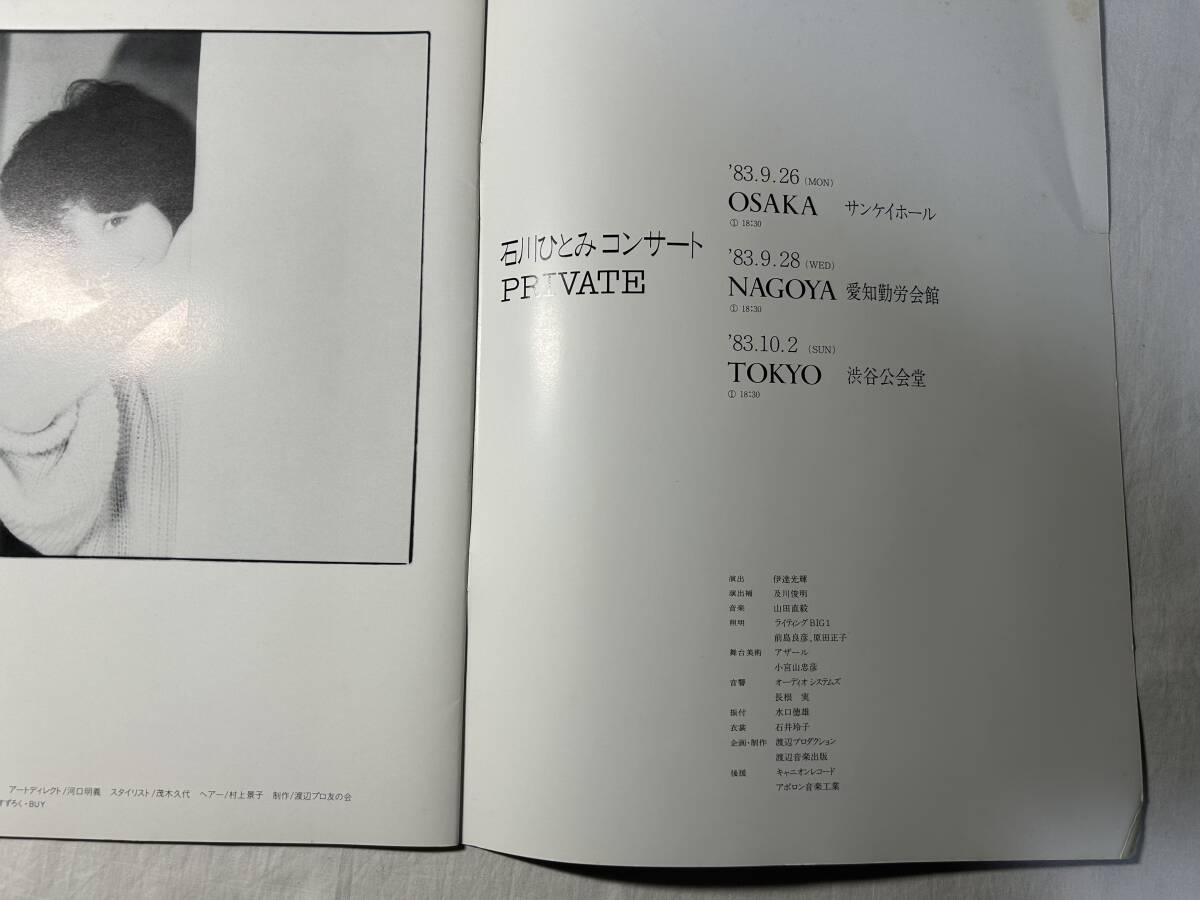 石川ひとみ コンサート
PRIVATE
'83.9.26 (MON)
OSAKA サンケイホール
① 18:30
'83.9.28 (WED)
NAGOYA 愛知勤労会館
① 18:30
'83.10.2 (SUN)
TOKYO 渋谷公会堂
① 18:30
演出 伊達光輝
演出補 及川俊明
音楽 山田直毅
照明 ライティングBIG1
前島良彦、原田正子
舞台美術 アザール
小宮山忠彦
音響 オーディオシステムズ
長根 実
振付 水口徳雄
衣裳 石井玲子
企画・制作 渡辺プロダクション
渡辺音楽出版
後援 キャニオンレコード
アポロン音楽工業
アートディレクト/河口明義 スタイリスト/茂木久代 ヘアー/村上景子 制作/渡辺プロ友の会
すずろく・BUY